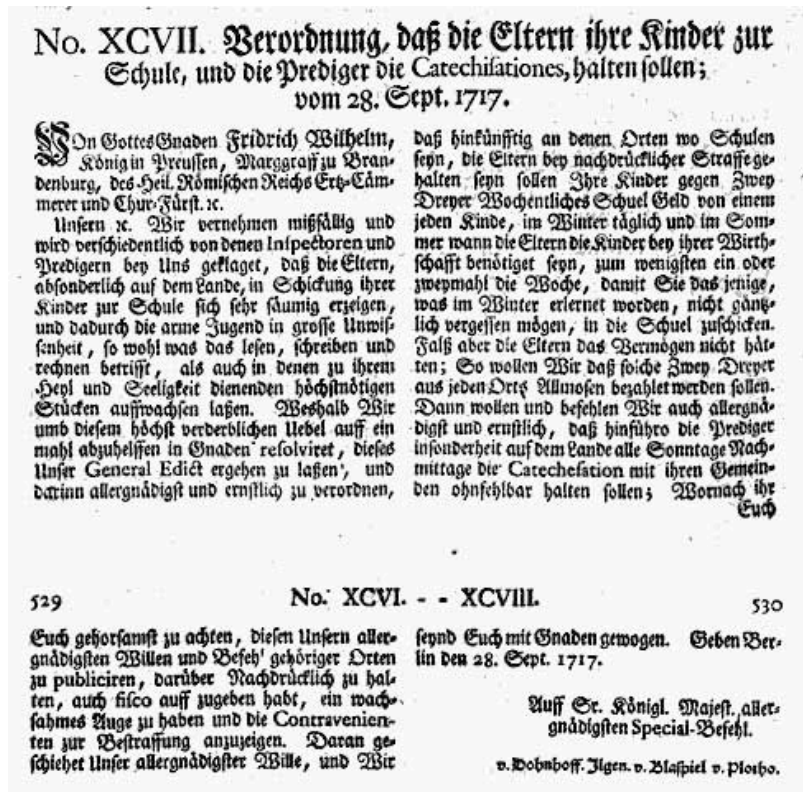 No. XCVII. Verordnung, daß die Eltern ihre Kinder zur
Schule, und die Prediger die Catechisationes, halten sollen;
vom 28. Sept. 1717.
VOn Gottes Gnaden Fridrich Wilhelm,
König in Preussen, Marggraff zu Bran-
denburg, des Heil. Römischen Reichs Ertz-Cäm-
merer und Chur-Fürst. ꝛc.
Unsern ꝛc. Wir vernehmen mißfällig und
wird verschiedentlich von denen Inspectoren und
Predigern bey Uns geklaget, daß die Eltern,
absonderlich auf dem Lande, in Schickung ihrer
Kinder zur Schule sich sehr säumig erzeigen,
und dadurch die arme Jugend in grosse Unwis-
senheit, so wohl was das lesen, schreiben und
rechnen betrifft, als auch in denen zu ihrem
Heyl und Seeligkeit dienenden höchstnötigen
Stücken auffwachsen laßen. Weshalb Wir
umb diesem höchst verderblichen Uebel auff ein
mahl abzuhelffen in Gnaden resolviret, dieses
Unser General Edict ergehen zu laßen, und
darinn allergnädigst und ernstlich zu verordnen,
daß hinkünfftig an denen Orten wo Schulen
seyn, die Eltern bey nachdrücklicher Straffe ge-
halten seyn sollen Ihre Kinder gegen Zwey
Dreyer Wochentliches Schuel Geld von einem
jeden Kinde, im Winter täglich und im Som-
mer wann die Eltern die Kinder bey ihrer Wirth-
schafft benötiget seyn, zum wenigsten ein oder
zweymahl die Woche, damit Sie das jenige,
was im Winter erlernet worden, nicht gäntz-
lich vergessen mögen, in die Schuel zuschicken.
Falß aber die Eltern das Vermögen nicht hät-
ten; So wollen Wir daß solche Zwey Dreyer
aus jeden Orts Allmosen bezahlet werden sollen.
Dann wollen und befehlen Wir auch allergnä-
digst und ernstlich, daß hinführo die Prediger
insonderheit auf dem Lande alle Sonntage Nach-
mittage die Catechesation mit ihren Gemein-
den ohnfehlbar halten sollen; Wornach ihr
Euch
529 No. XCVI. - - XCVIII. 530
Euch gehorsamst zu achten, diesen Unsern aller-
gnädigsten Willen und Befehl gehöriger Orten
zu publiciren, darüber Nachdrücklich zu hal-
ten, auch fisco auff zugeben habt, ein wach-
sahmes Auge zu haben und die Contravenien-
ten zur Bestraffung anzuzeigen. Daran ge-
schiehet Unser allergnädigster Wille, und Wir
seynd Euch mit Gnaden gewogen. Geben Ber-
lin den 28. Sept. 1717.
Auff Sr. Königl. Majest. aller-
gnädigsten Special-Befehl.
v. Dohnhoff. Ilgen. v. Blaspiel v. Plotho.